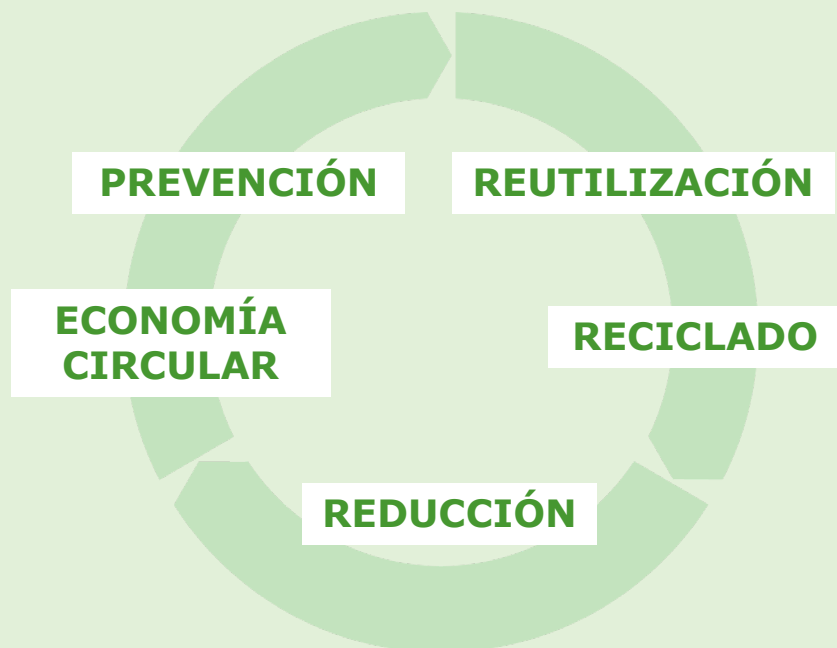 PREVENCIÓN
REUTILIZACIÓN
ECONOMÍA
CIRCULAR
RECICLADO
REDUCCIÓN